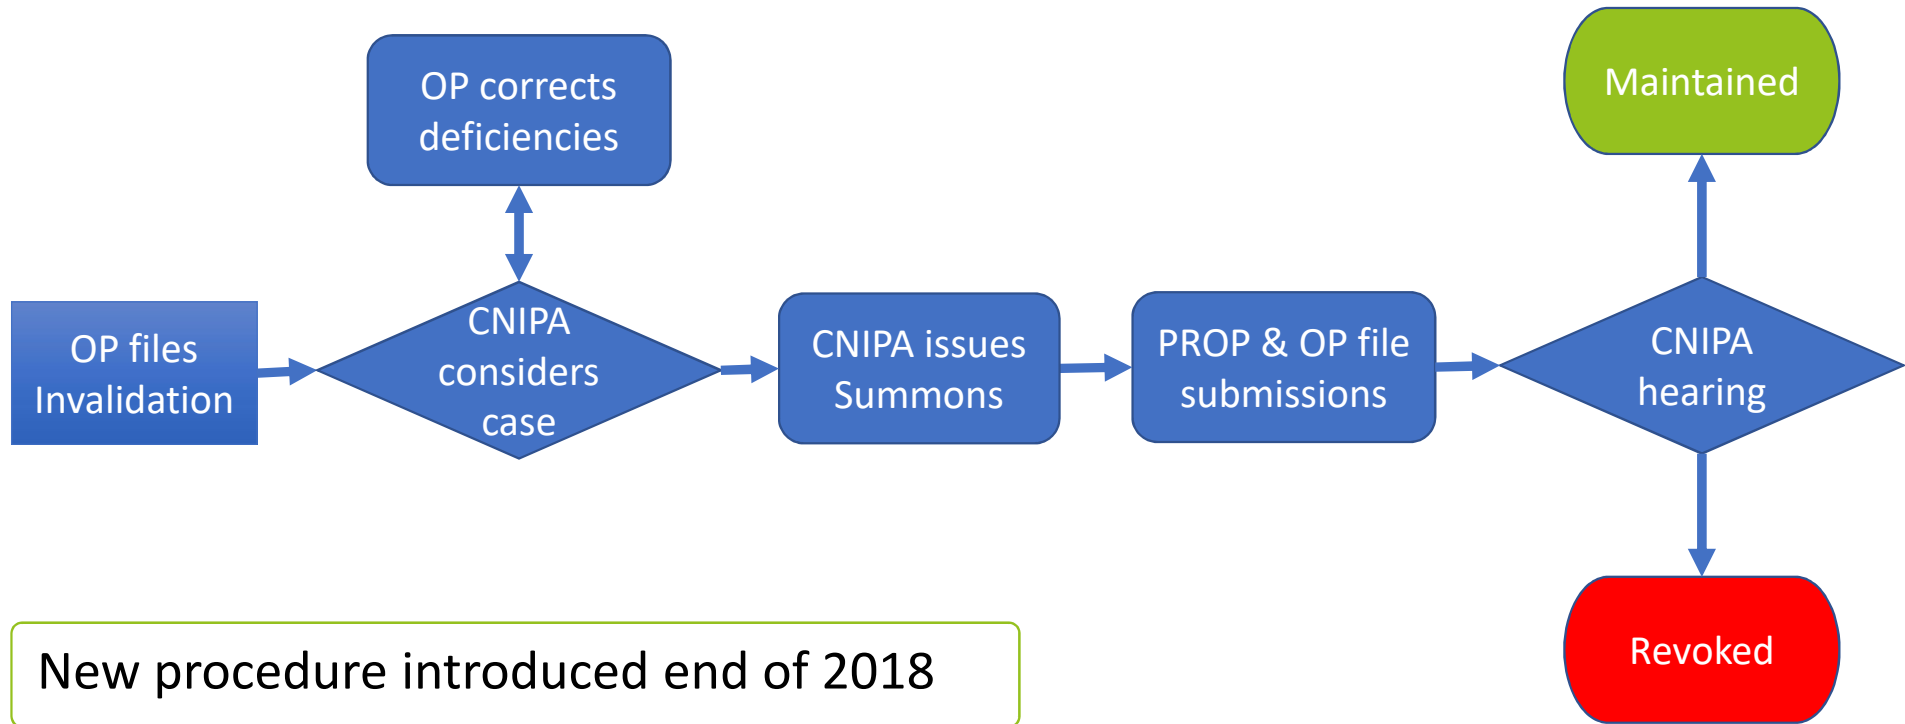 OP files
Invalidation
OP corrects
deficiencies
CNIPA
considers
case
CNIPA issues
Summons
PROP & OP file
submissions
CNIPA
hearing
Maintained
Revoked
New procedure introduced end of 2018